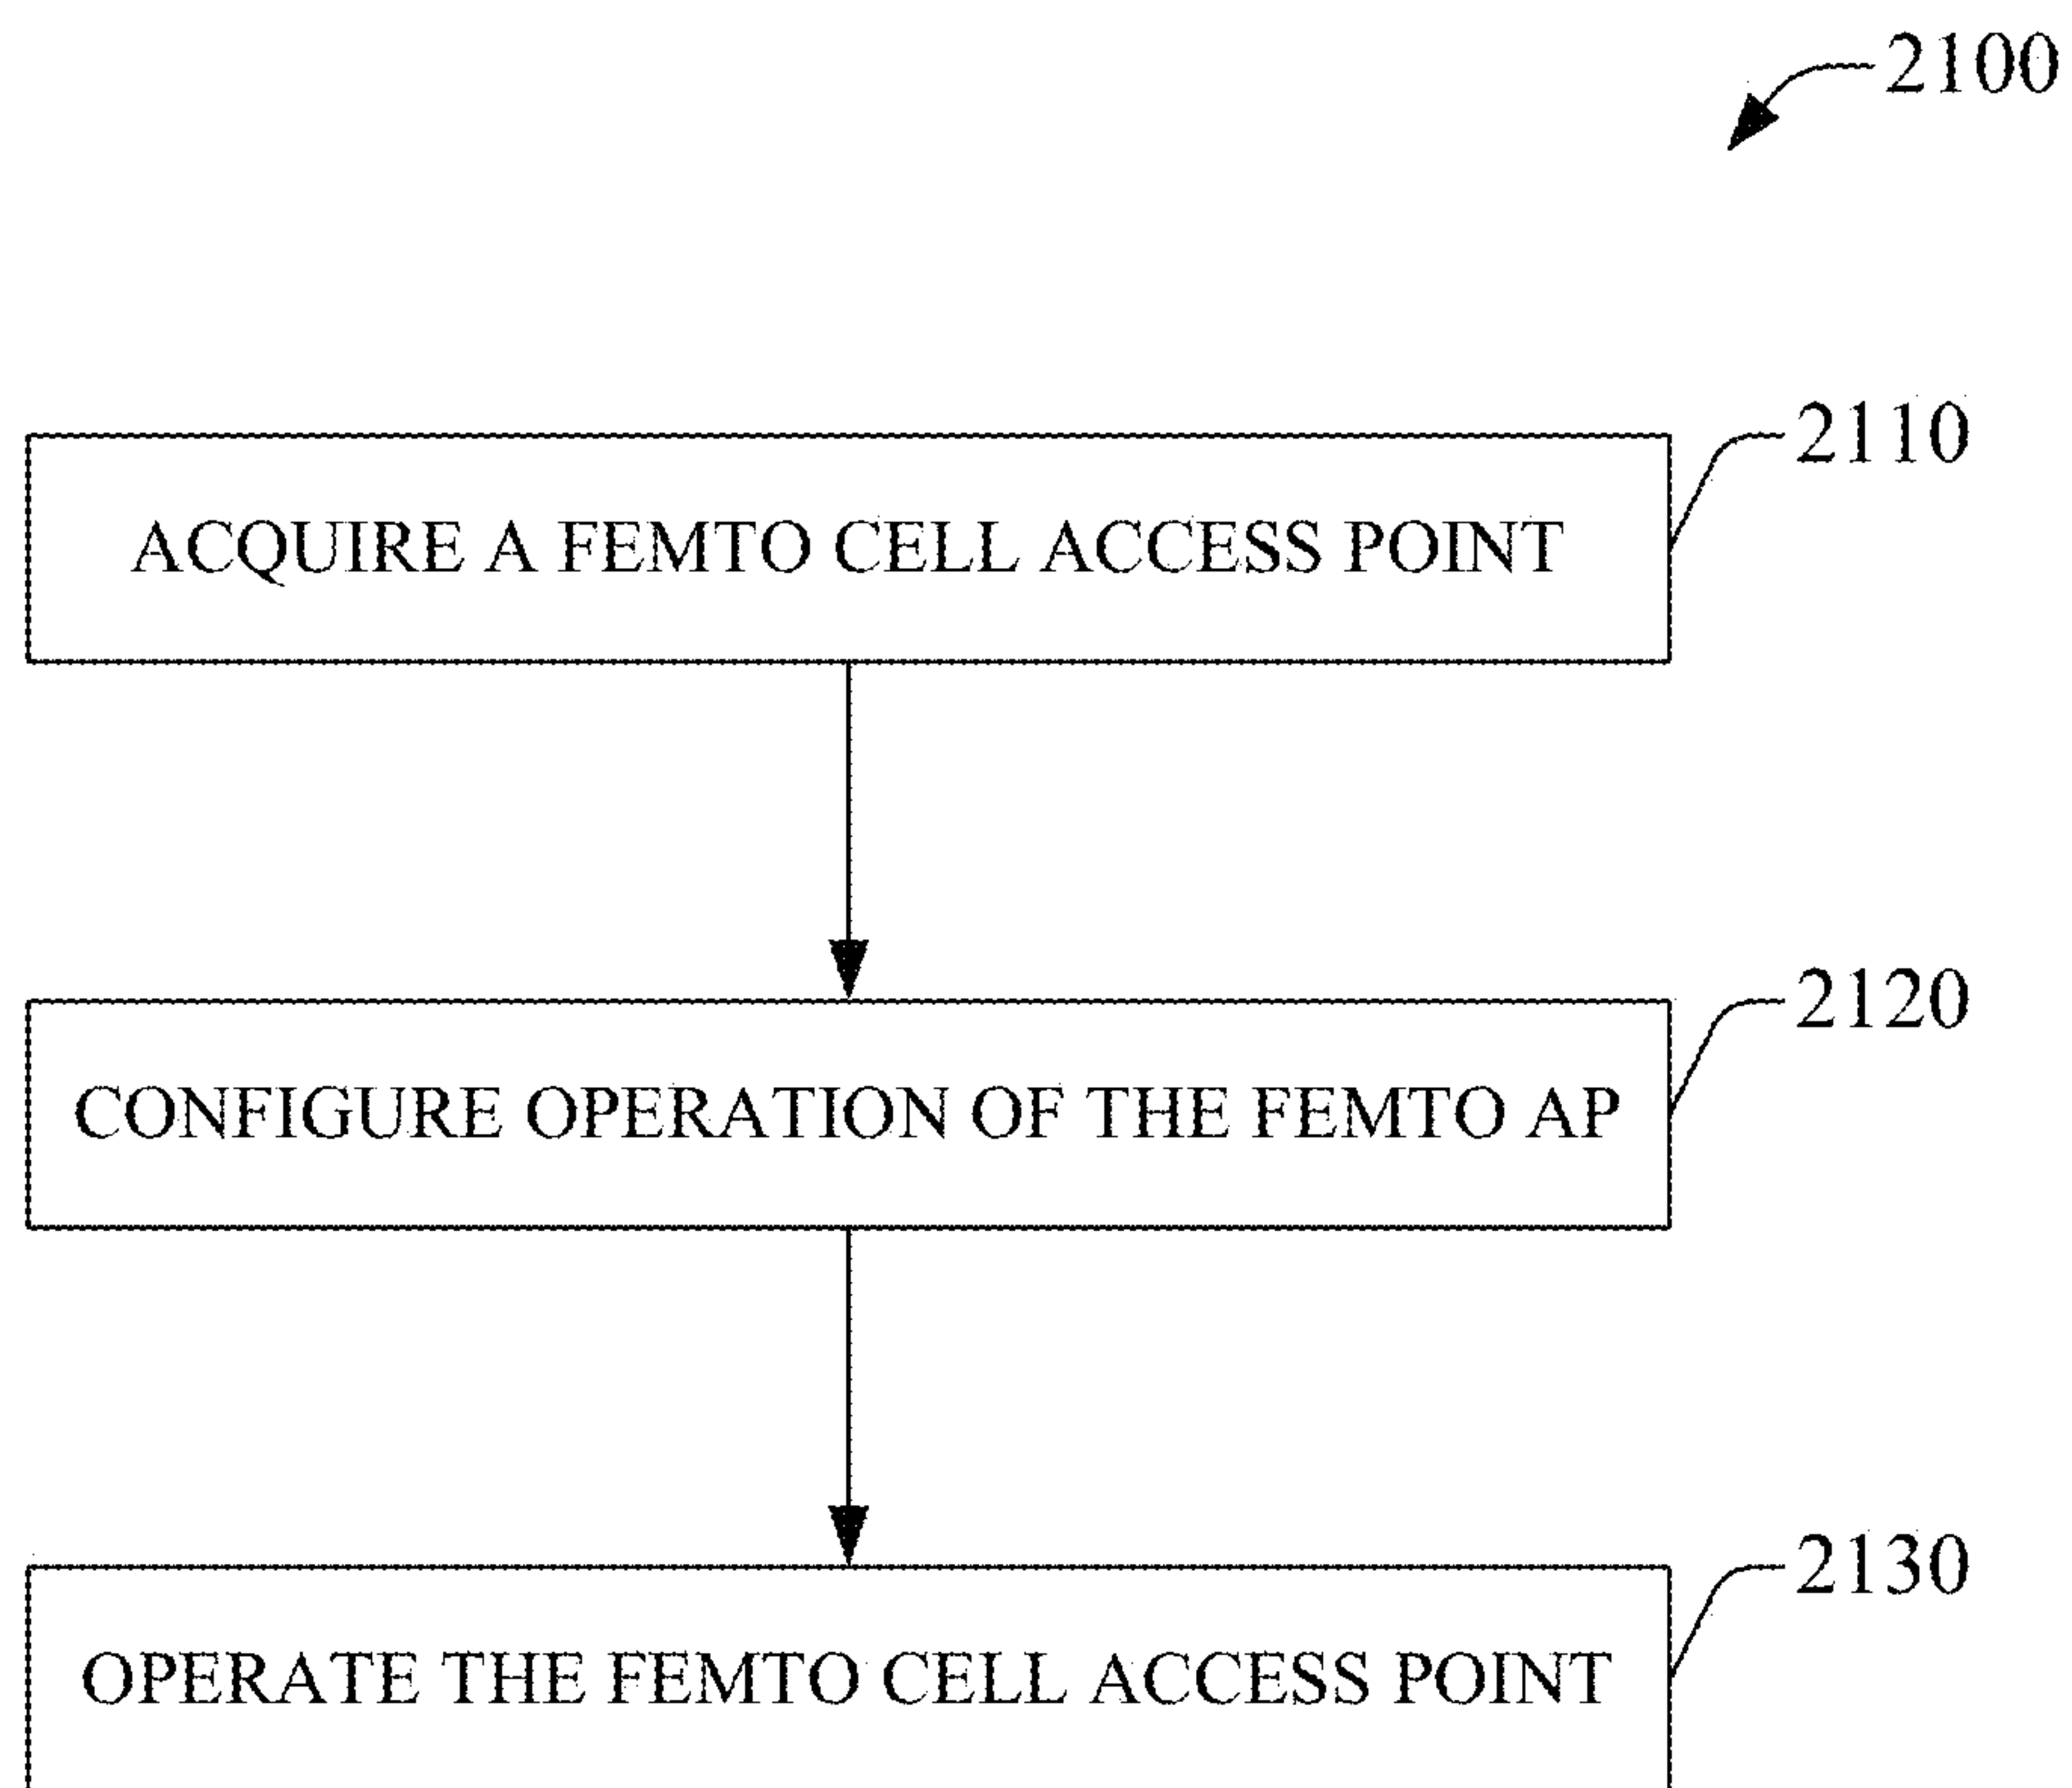 2100
2110
ACQUIRE A FEMTO CELL ACCESS POINT
2120
CONFIGURE OPERATION OF THE FEMTO AP
2130
OPERATE THE FEMTO CELL ACCESS POINT